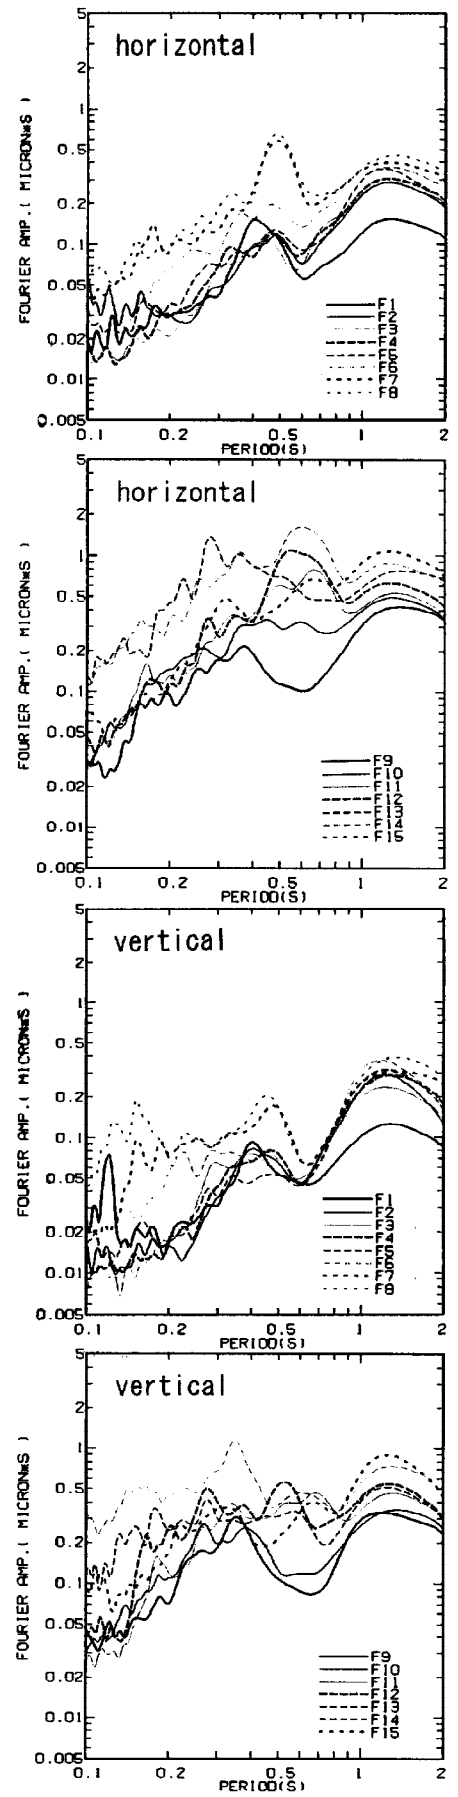 horizontal
5
2
1
0.5
0.2
0.1
0.05
0.02
0.01
0.005
FOURIER AMP.( MICRON*S )
F1
F2
F3
F4
F5
F6
F7
F8
0.1 0.2 0.5 1 2
PERIOD(S)
horizontal
5
2
1
0.5
0.2
0.1
0.05
0.02
0.01
0.005
FOURIER AMP.( MICRON*S )
F9
F10
F11
F12
F13
F14
F15
0.1 0.2 0.5 1 2
PERIOD(S)
vertical
5
2
1
0.5
0.2
0.1
0.05
0.02
0.01
0.005
FOURIER AMP.( MICRON*S )
F1
F2
F3
F4
F5
F6
F7
F8
0.1 0.2 0.5 1 2
PERIOD(S)
vertical
5
2
1
0.5
0.2
0.1
0.05
0.02
0.01
0.005
FOURIER AMP.( MICRON*S )
F9
F10
F11
F12
F13
F14
F15
0.1 0.2 0.5 1 2
PERIOD(S)